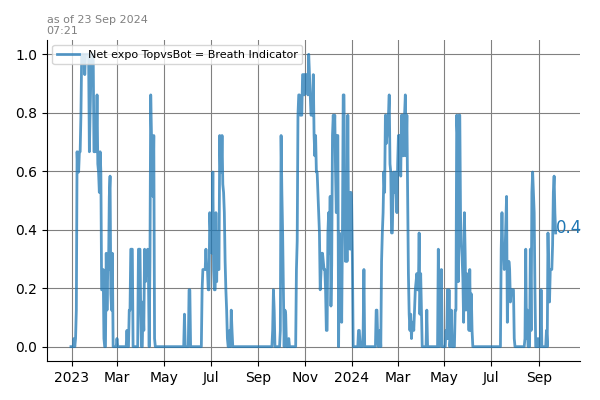 as of 23 Sep 2024
07:21
Net expo TopvsBot = Breath Indicator
1.0
0.8
0.6
0.4
0.2
0.0
0.4
2023 Mar May Jul Sep Nov 2024 Mar May Jul Sep